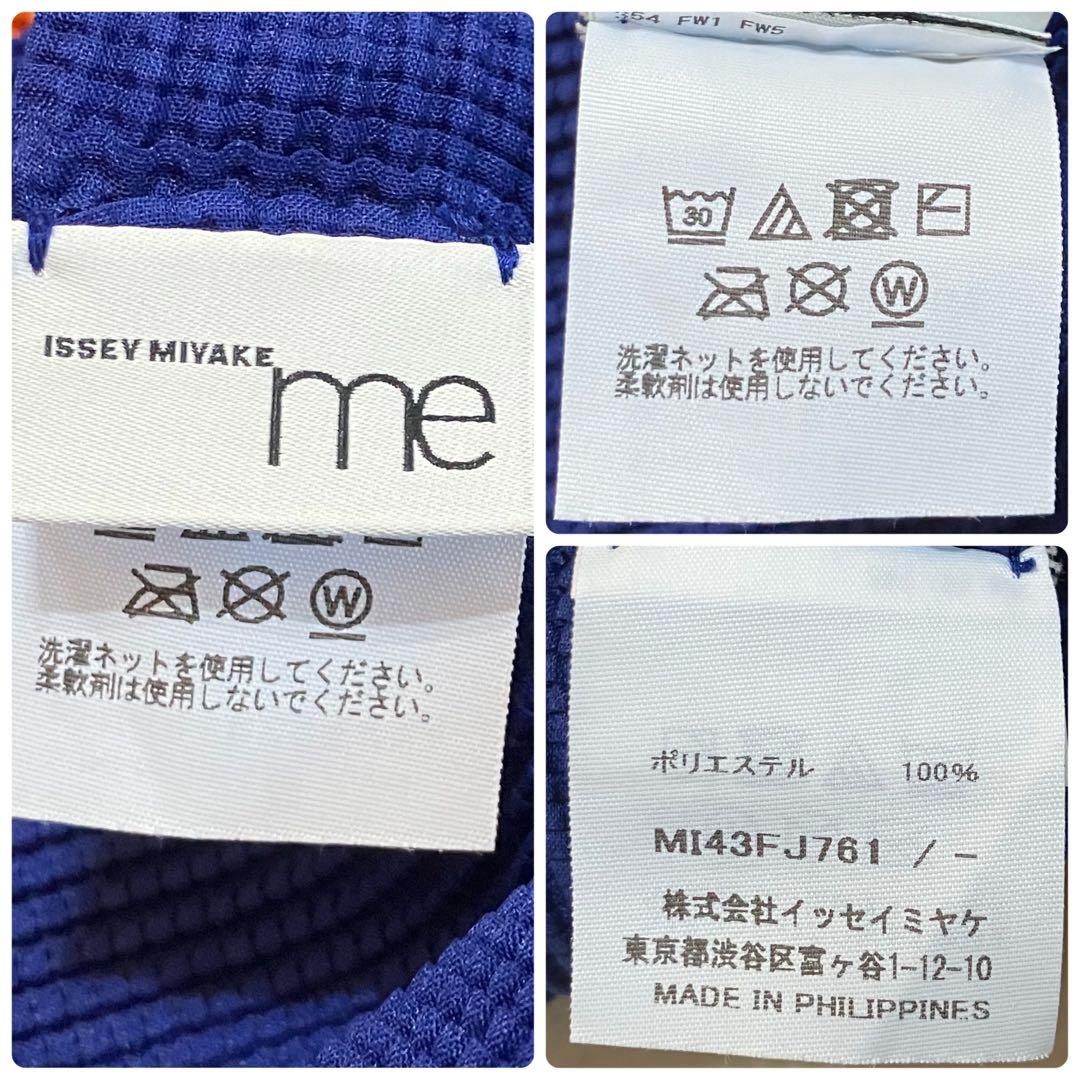 ISSEY MIYAKE
me
W
洗濯ネットを使用してください。
柔軟剤は使用しないでください。
354 FW1 FW5
30
W
洗濯ネットを使用してください。
柔軟剤は使用しないでください。
ポリエステル 100%
MI43FJ761 / -
株式会社イッセイミヤケ
東京都渋谷区富ヶ谷1-12-10
MADE IN PHILIPPINES